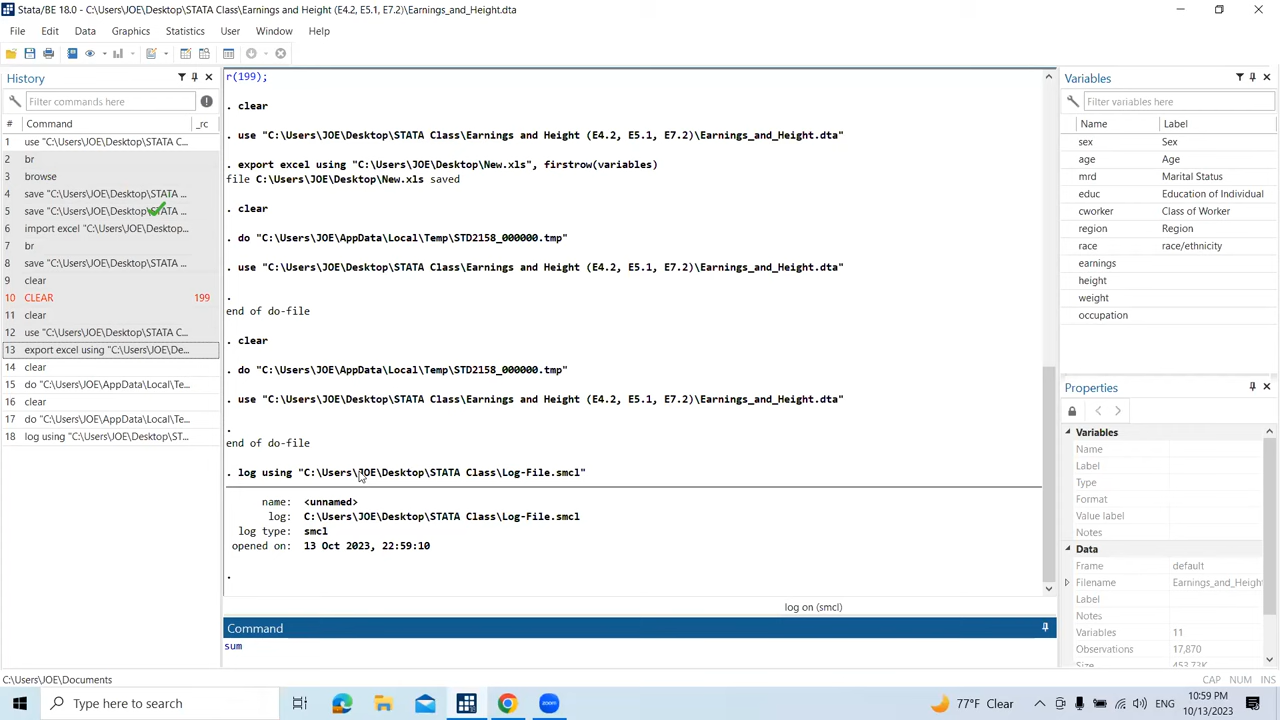 Stata/BE 18.0 - C:\Users\JOE\Desktop\STATA Class\Earnings and Height (E4.2, E5.1, E7.2)\Earnings_and_Height.dta
File Edit Data Graphics Statistics User Window Help
History
Filter commands here
# Command _rc
1 use "C:\Users\JOE\Desktop\STATA C...
2 br
3 browse
4 save "C:\Users\JOE\Desktop\STATA ...
5 save "C:\Users\JOE\Desktop\STATA ...
6 import excel "C:\Users\JOE\Desktop...
7 br
8 save "C:\Users\JOE\Desktop\STATA ...
9 clear
10 CLEAR 199
11 clear
12 use "C:\Users\JOE\Desktop\STATA C...
13 export excel using "C:\Users\JOE\De...
14 clear
15 do "C:\Users\JOE\AppData\Local\Te...
16 clear
17 do "C:\Users\JOE\AppData\Local\Te...
18 log using "C:\Users\JOE\Desktop\ST...
r(199);
. clear
. use "C:\Users\JOE\Desktop\STATA Class\Earnings and Height (E4.2, E5.1, E7.2)\Earnings_and_Height.dta"
. export excel using "C:\Users\JOE\Desktop\New.xls", firstrow(variables)
file C:\Users\JOE\Desktop\New.xls saved
. clear
. do "C:\Users\JOE\AppData\Local\Temp\STD2158_000000.tmp"
. use "C:\Users\JOE\Desktop\STATA Class\Earnings and Height (E4.2, E5.1, E7.2)\Earnings_and_Height.dta"
.
end of do-file
. clear
. do "C:\Users\JOE\AppData\Local\Temp\STD2158_000000.tmp"
. use "C:\Users\JOE\Desktop\STATA Class\Earnings and Height (E4.2, E5.1, E7.2)\Earnings_and_Height.dta"
.
end of do-file
. log using "C:\Users\JOE\Desktop\STATA Class\Log-File.smcl"
name: <unnamed>
log: C:\Users\JOE\Desktop\STATA Class\Log-File.smcl
log type: smcl
opened on: 13 Oct 2023, 22:59:10
.
log on (smcl)
Command
sum
Variables
Filter variables here
Name Label
sex Sex
age Age
mrd Marital Status
educ Education of Individual
cworker Class of Worker
region Region
race race/ethnicity
earnings
height
weight
occupation
Properties
Variables
Name
Label
Type
Format
Value label
Notes
Data
Frame default
Filename Earnings_and_Heigh
Label
Notes
Variables 11
Observations 17,870
Size 453.73K
C:\Users\JOE\Documents
CAP NUM INS
Type here to search
zoom
77°F Clear
ENG
10:59 PM
10/13/2023